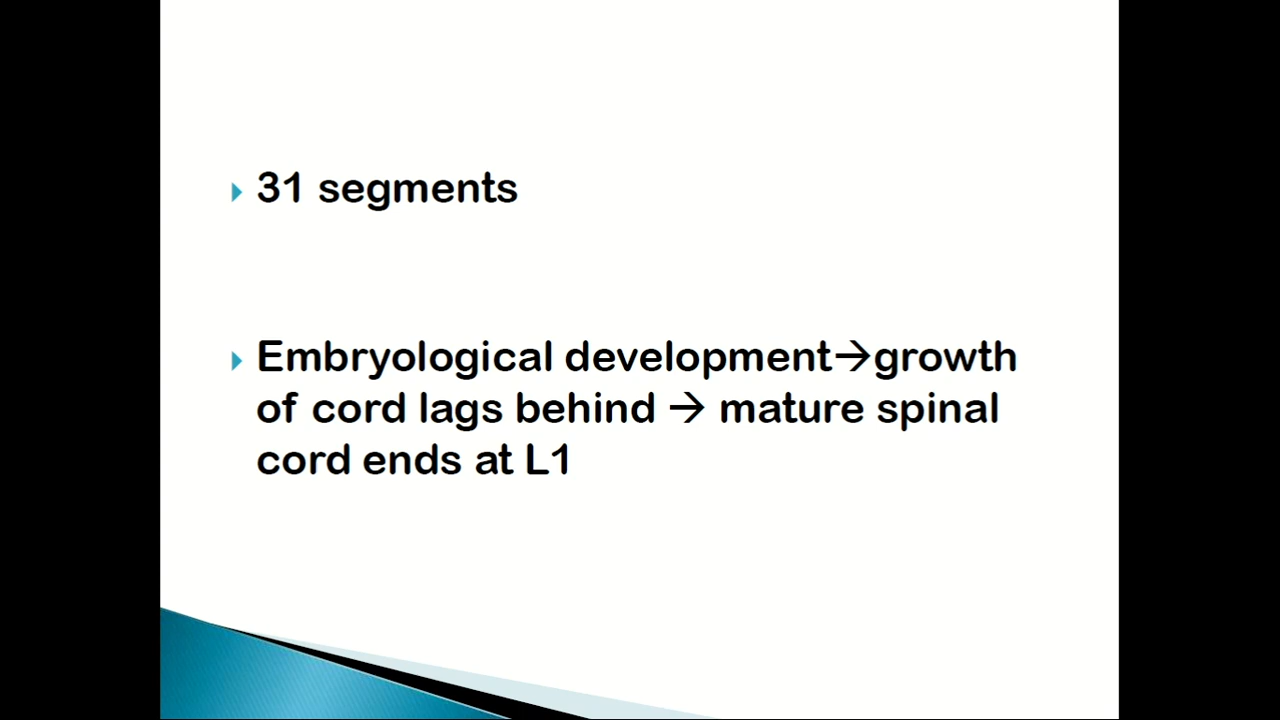 31 segments
Embryological development→growth
of cord lags behind → mature spinal
cord ends at L1